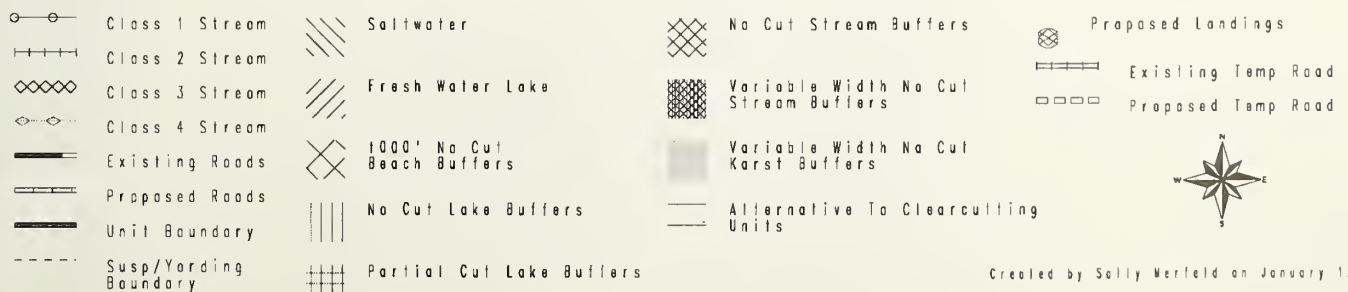 Class 1 Stream
Class 2 Stream
Class 3 Stream
Class 4 Stream
Existing Roads
Proposed Roads
Unit Boundary
Susp/Yarding
Boundary
Saltwater
Fresh Water Lake
1000' No Cut
Beach Buffers
No Cut Lake Buffers
Partial Cut Lake Buffers
No Cut Stream Buffers
Variable Width No Cut
Stream Buffers
Variable Width No Cut
Karst Buffers
Alternative To Clearcutting
Units
Proposed Landings
Existing Temp Road
Proposed Temp Road
N
W E
S
Created by Sally Werfeld on January 1